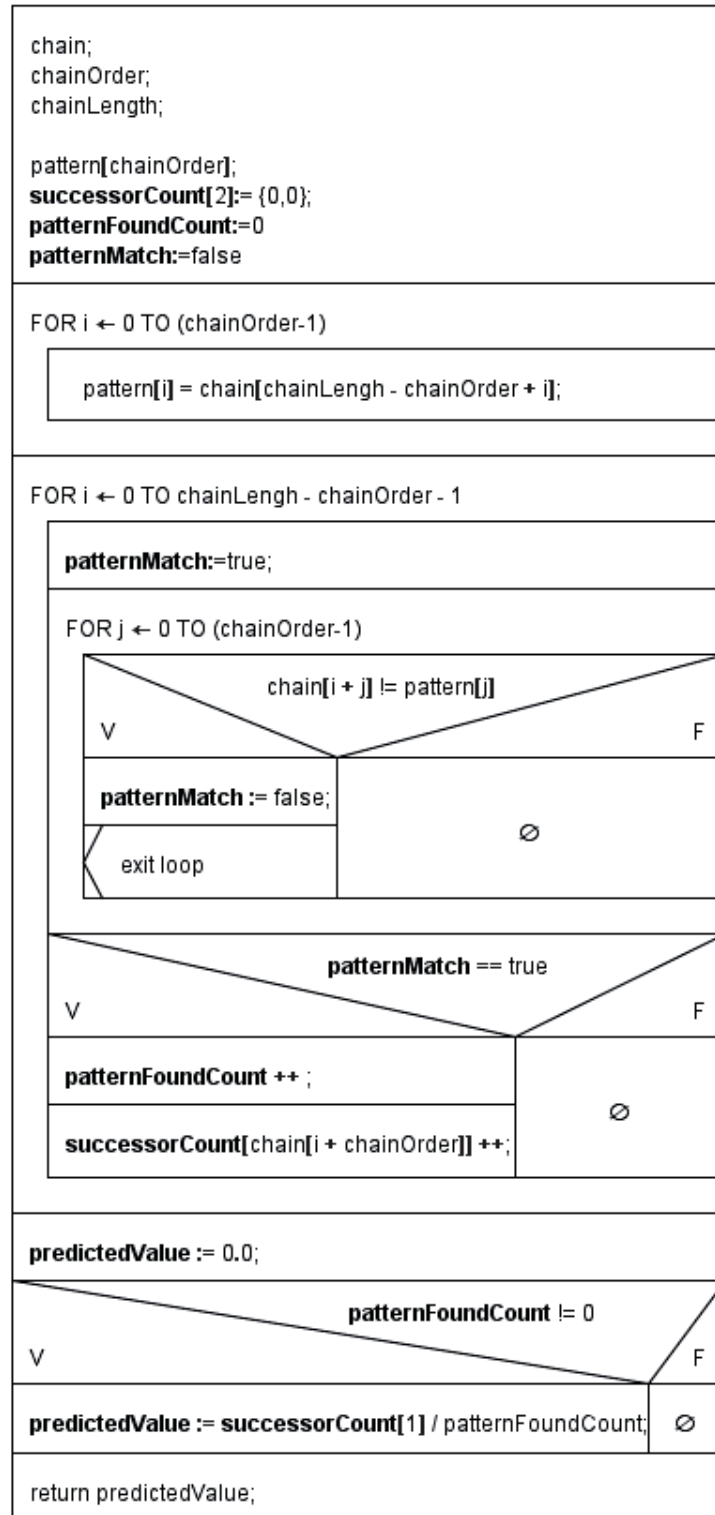 chain;
chainOrder;
chainLength;
pattern[chainOrder];
successorCount[2]:= {0,0};
patternFoundCount:=0
patternMatch:=false
FOR i ← 0 TO (chainOrder-1)
pattern[i] = chain[chainLengh - chainOrder + i];
FOR i ← 0 TO chainLengh - chainOrder - 1
patternMatch:=true;
FOR j ← 0 TO (chainOrder-1)
chain[i + j] != pattern[j]
V F
patternMatch := false;
∅
exit loop
patternMatch == true
V F
patternFoundCount ++ ;
∅
successorCount[chain[i + chainOrder]] ++;
predictedValue := 0.0;
patternFoundCount != 0
V F
predictedValue := successorCount[1] / patternFoundCount; ∅
return predictedValue;